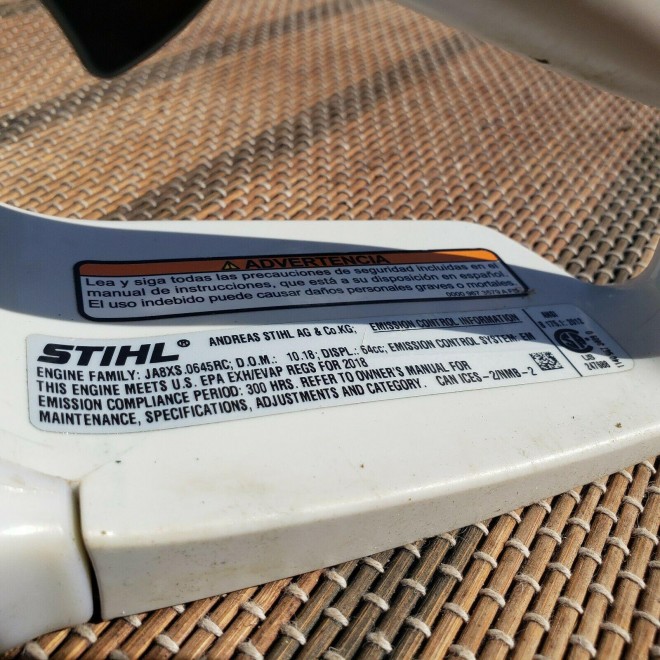 ADVERTENCIA
Lea y siga todas las precauciones de seguridad incluidas en el
manual de instrucciones, que está a su disposición en español.
El uso indebido puede causar daños personales graves o mortales.
STIHL®
ANDREAS STIHL AG & Co.KG; EMISSION CONTROL INFORMATION
ENGINE FAMILY: JA8XS.0645RC; D.O.M.: 10.18; DISPL.: 64cc; EMISSION CONTROL SYSTEM: EM
THIS ENGINE MEETS U.S. EPA EXH/EVAP REGS FOR 2018
EMISSION COMPLIANCE PERIOD: 300 HRS. REFER TO OWNER'S MANUAL FOR
MAINTENANCE, SPECIFICATIONS, ADJUSTMENTS AND CATEGORY. CAN ICES-2/NMB-2